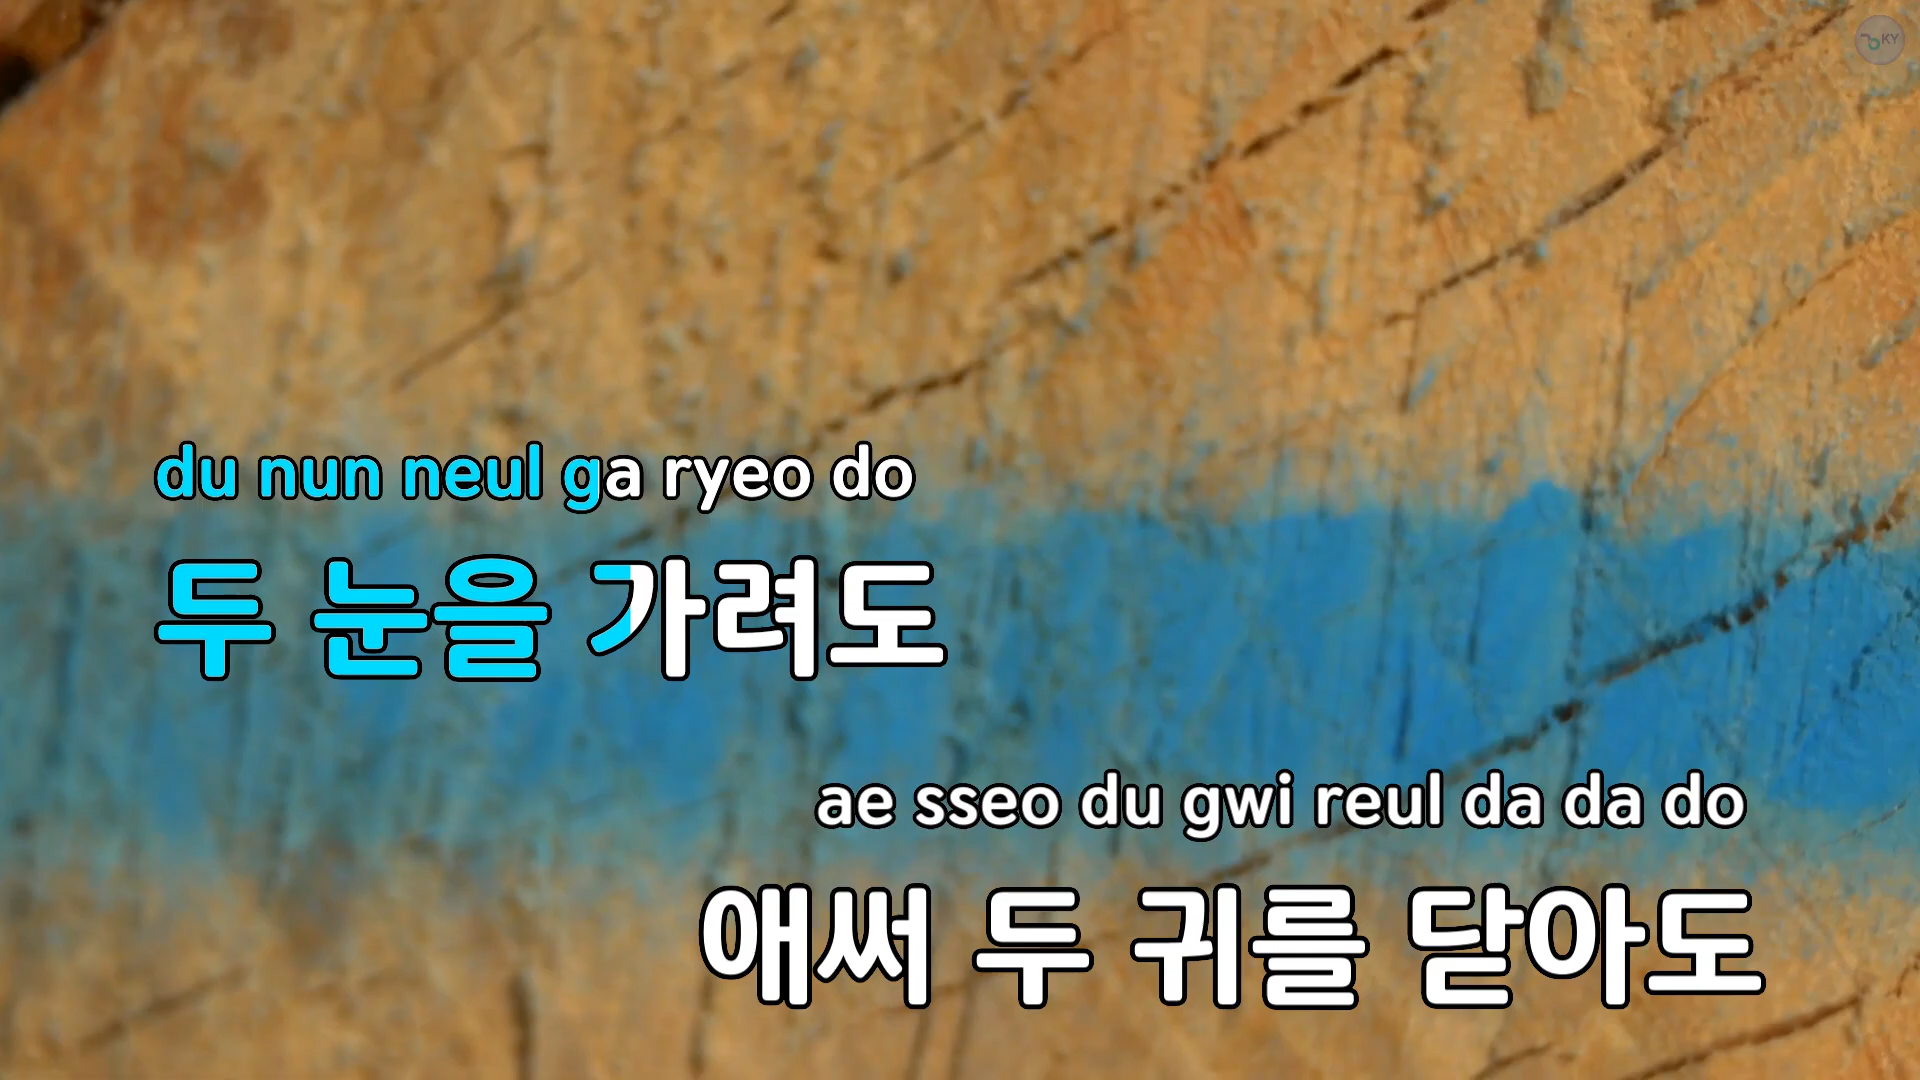 KY
du nun neul ga ryeo do
두 눈을 가려도
ae sseo du gwi reul da da do
애써 두 귀를 닫아도